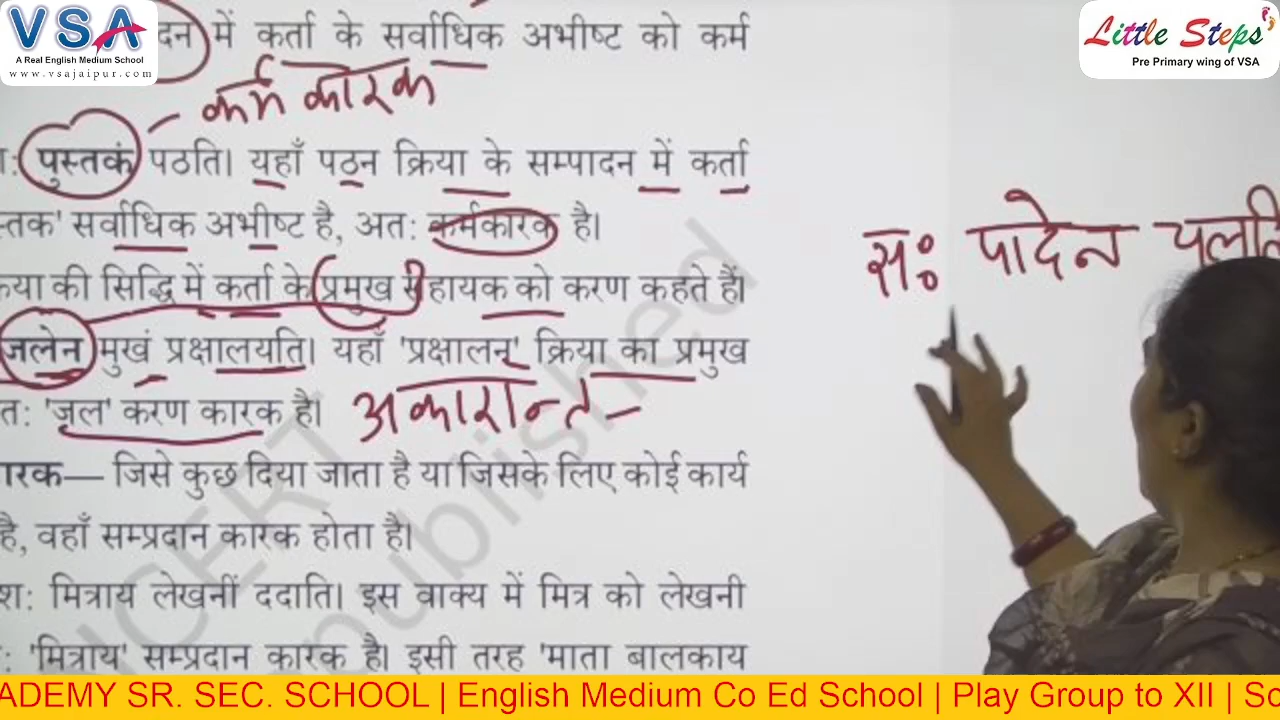 VSA
A Real English Medium School
www.vsajaipur.com
Little Steps
Pre Primary wing of VSA
दन में कर्ता के सर्वाधिक अभीष्ट को कर्म
- कर्म कारक
पुस्तकं पठति। यहाँ पठन क्रिया के सम्पादन में कर्ता
स्तक' सर्वाधिक अभीष्ट है, अत: कर्मकारक है।
सः पादेन चलति
क्रिया की सिद्धि में कर्ता के प्रमुख सहायक को करण कहते हैं।
जलेन मुखं प्रक्षालयति। यहाँ 'प्रक्षालन' क्रिया का प्रमुख
त: 'जल' करण कारक है।
अकारान्त -
ारक— जिसे कुछ दिया जाता है या जिसके लिए कोई कार्य
है, वहाँ सम्प्रदान कारक होता है।
श: मित्राय लेखनीं ददाति। इस वाक्य में मित्र को लेखनी
: 'मित्राय' सम्प्रदान कारक है। इसी तरह 'माता बालकाय
NCERT
published
ADEMY SR. SEC. SCHOOL | English Medium Co Ed School | Play Group to XII | Sc